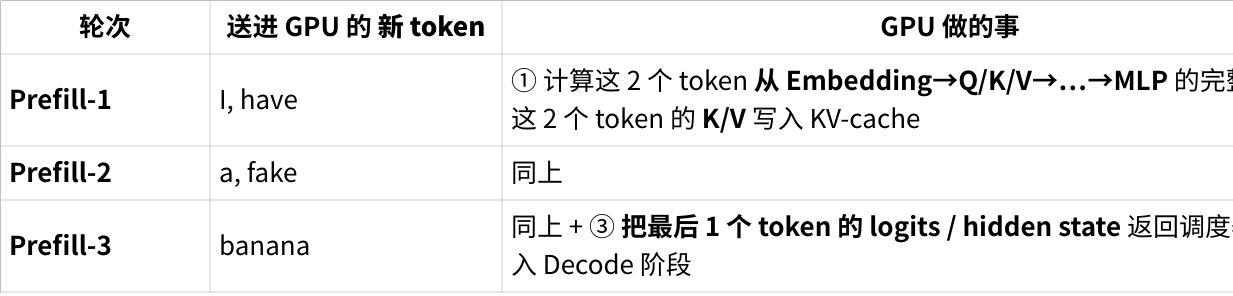 轮次 送进 GPU 的 新 token GPU 做的事
Prefill-1 I, have ① 计算这 2 个 token 从 Embedding→Q/K/V→…→MLP 的完
这 2 个 token 的 K/V 写入 KV-cache
Prefill-2 a, fake 同上
Prefill-3 banana 同上 + ③ 把最后 1 个 token 的 logits / hidden state 返回调度
入 Decode 阶段